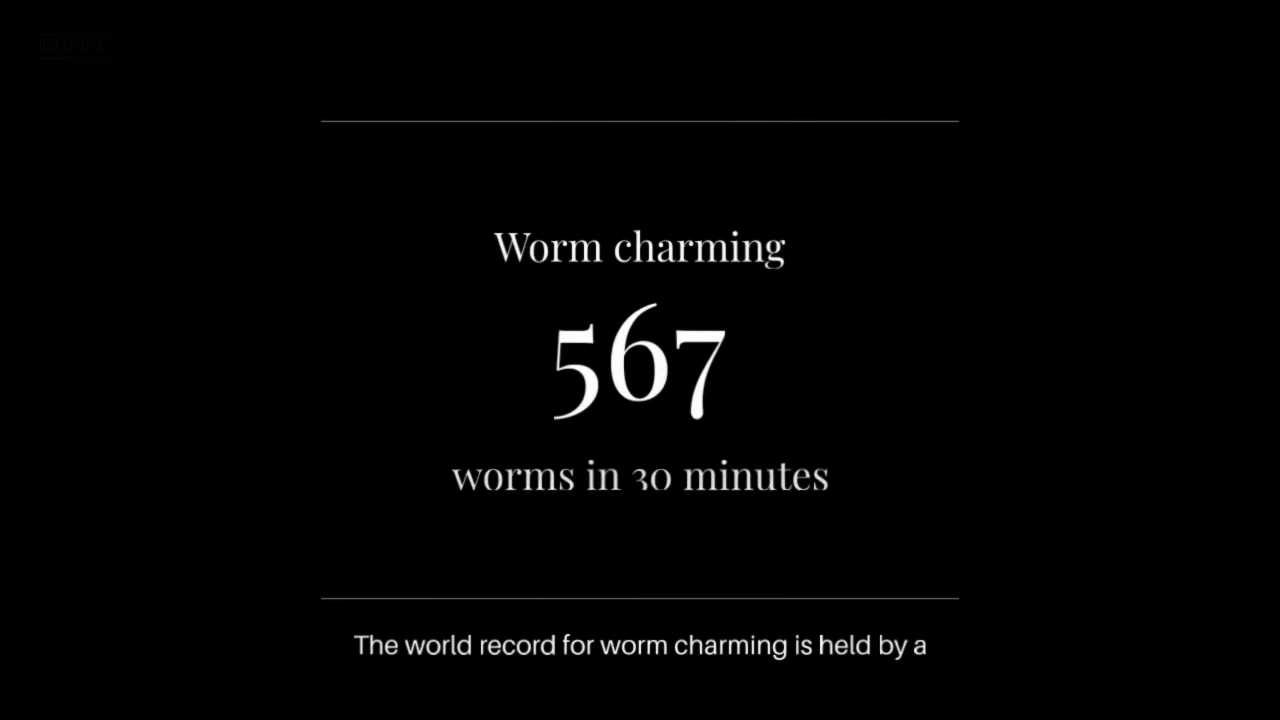 Worm charming
567
worms in 30 minutes
The world record for worm charming is held by a